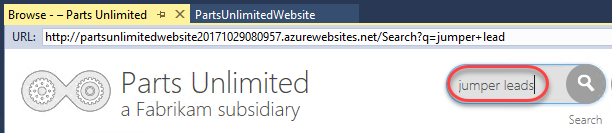 Browse - – Parts Unlimited PartsUnlimitedWebsite
URL: http://partsunlimitedwebsite20171029080957.azurewebsites.net/Search?q=jumper+lead
Parts Unlimited
a Fabrikam subsidiary
jumper leads
Search